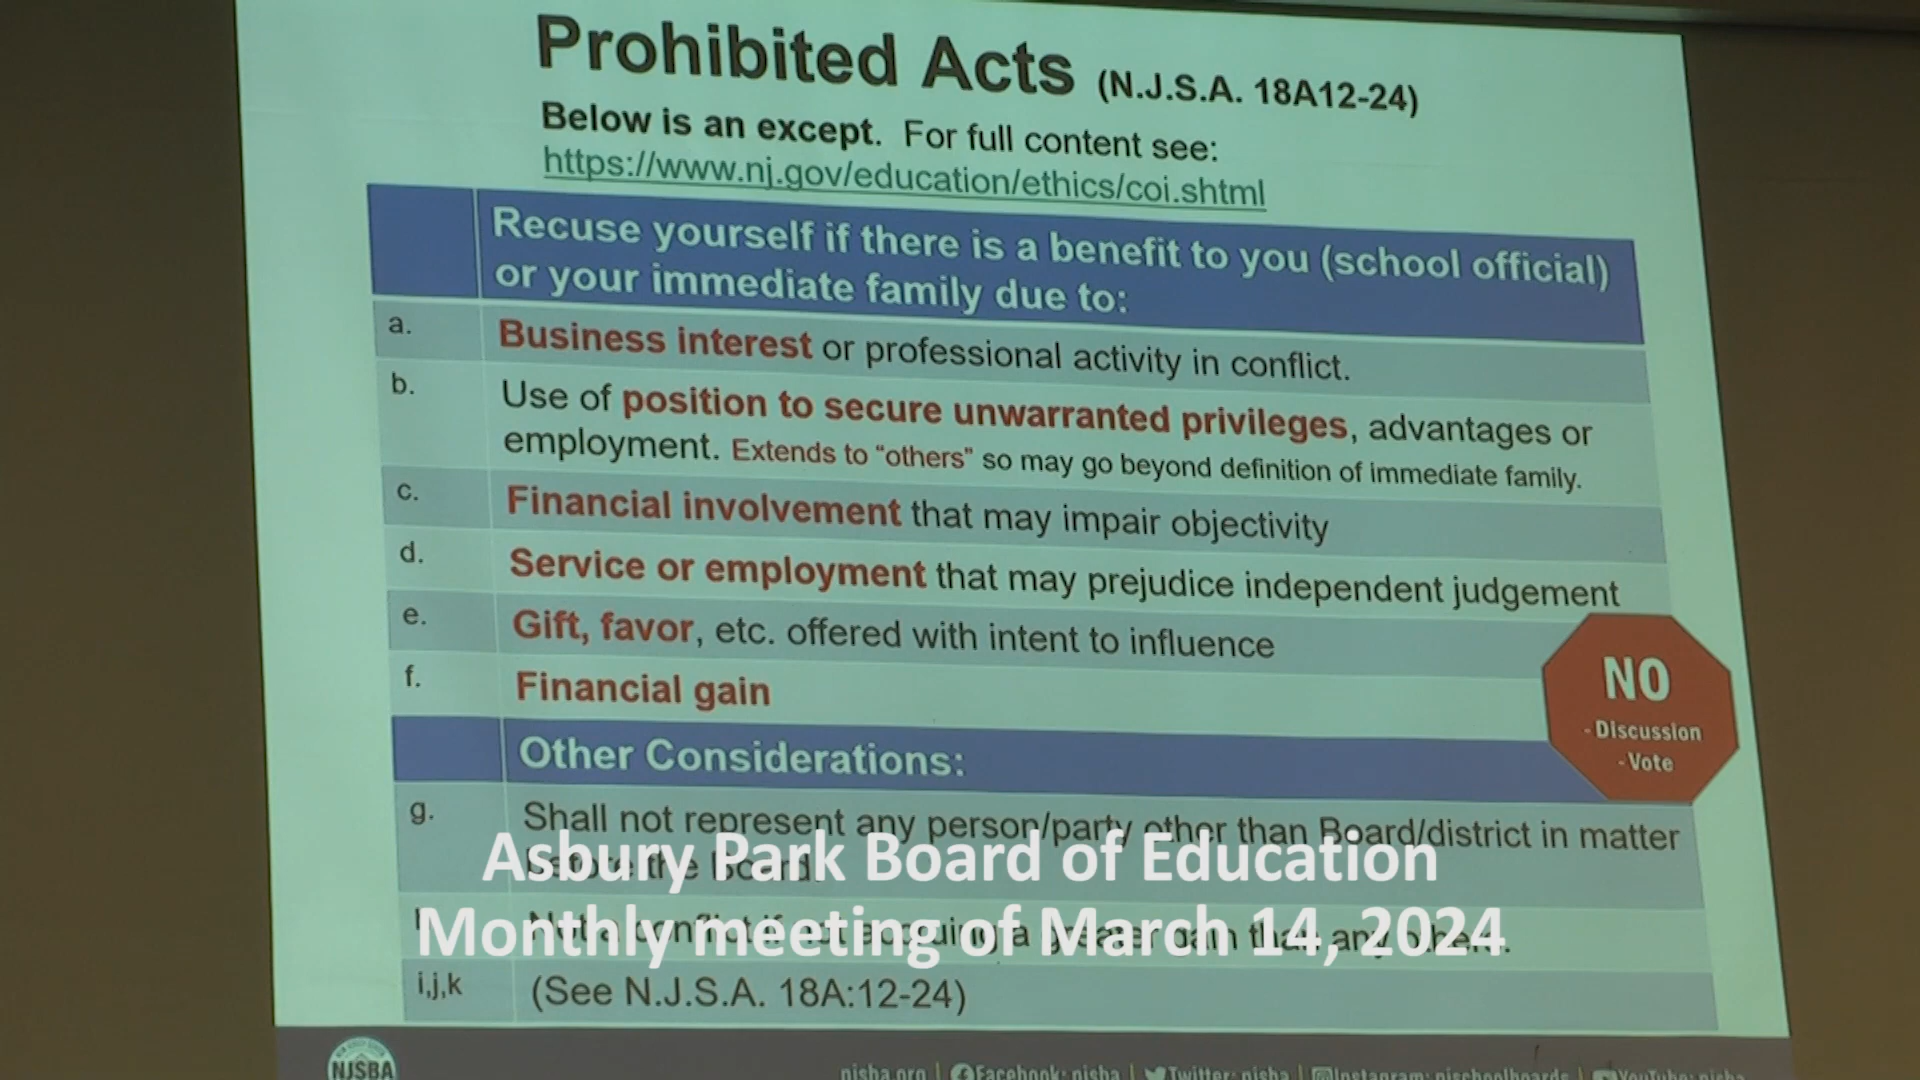 Prohibited Acts (N.J.S.A. 18A12-24)
Below is an except. For full content see:
https://www.nj.gov/education/ethics/coi.shtml
Recuse yourself if there is a benefit to you (school official)
or your immediate family due to:
a. Business interest or professional activity in conflict.
b. Use of position to secure unwarranted privileges, advantages or
employment. Extends to “others” so may go beyond definition of immediate family.
c. Financial involvement that may impair objectivity
d. Service or employment that may prejudice independent judgement
e. Gift, favor, etc. offered with intent to influence
f. Financial gain
NO
- Discussion
- Vote
Other Considerations:
g. Shall not represent any person/party other than Board/district in matter
before the Board.
Asbury Park Board of Education
Monthly meeting of March 14, 2024
than any
i,j,k (See N.J.S.A. 18A:12-24)
NJSBA
njsba.org | Facebook: njsba | Twitter: njsba | Instagram: njschoolboards | YouTube: njsba